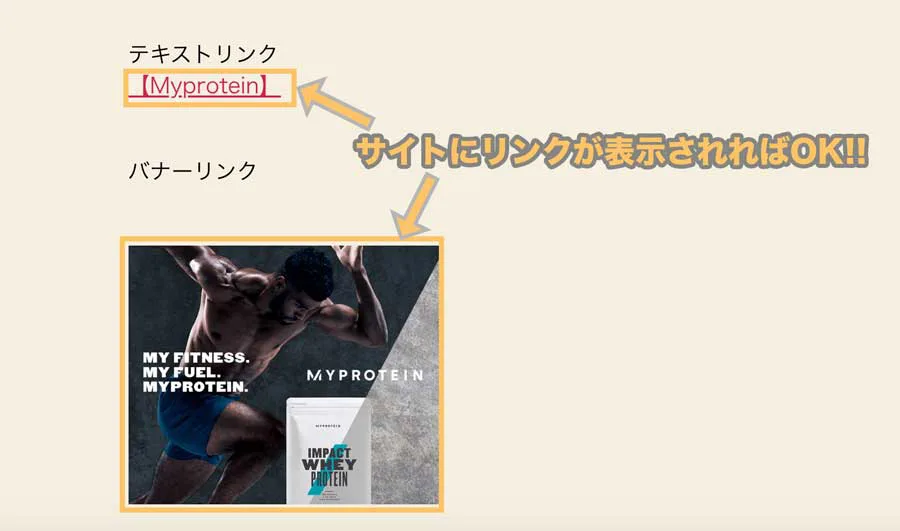 テキストリンク
【Myprotein】
サイトにリンクが表示されればOK!!
バナーリンク
MY FITNESS.
MY FUEL.
MYPROTEIN.
MYPROTEIN
MYPROTEIN
IMPACT
WHEY
PROTEIN